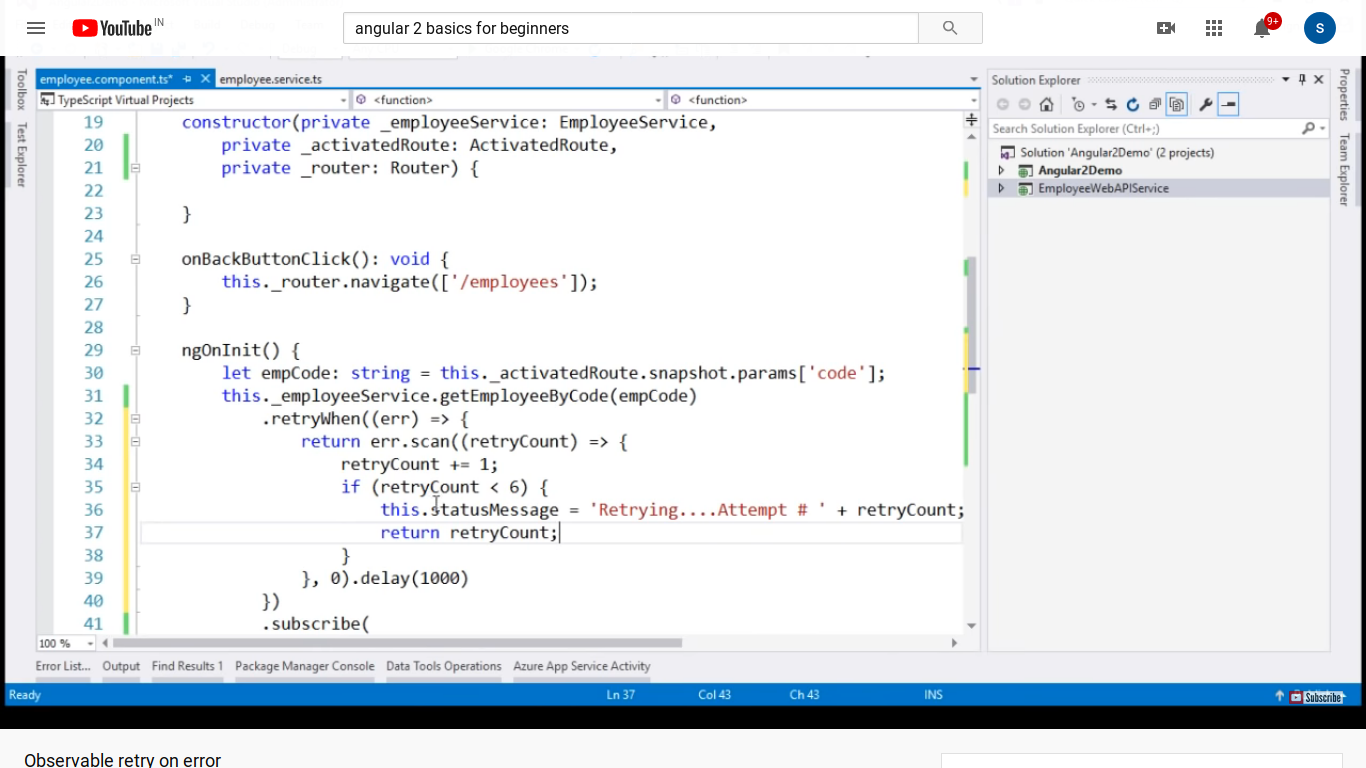 YouTube IN
angular 2 basics for beginners
9+
S
Toolbox
Test Explorer
employee.component.ts*
employee.service.ts
TypeScript Virtual Projects
<function>
<function>
19 constructor(private _employeeService: EmployeeService,
20 private _activatedRoute: ActivatedRoute,
21 private _router: Router) {
22
23 }
24
25 onBackButtonClick(): void {
26 this._router.navigate(['/employees']);
27 }
28
29 ngOnInit() {
30 let empCode: string = this._activatedRoute.snapshot.params['code'];
31 this._employeeService.getEmployeeByCode(empCode)
32 .retryWhen((err) => {
33 return err.scan((retryCount) => {
34 retryCount += 1;
35 if (retryCount < 6) {
36 this.statusMessage = 'Retrying....Attempt # ' + retryCount;
37 return retryCount;
38 }
39 }, 0).delay(1000)
40 })
41 .subscribe(
100 %
Solution Explorer
Search Solution Explorer (Ctrl+;)
Solution 'Angular2Demo' (2 projects)
Angular2Demo
EmployeeWebAPIService
Properties
Team Explorer
Error List... Output Find Results 1 Package Manager Console Data Tools Operations Azure App Service Activity
Ready Ln 37 Col 43 Ch 43 INS
Subscribe
Observable retry on error